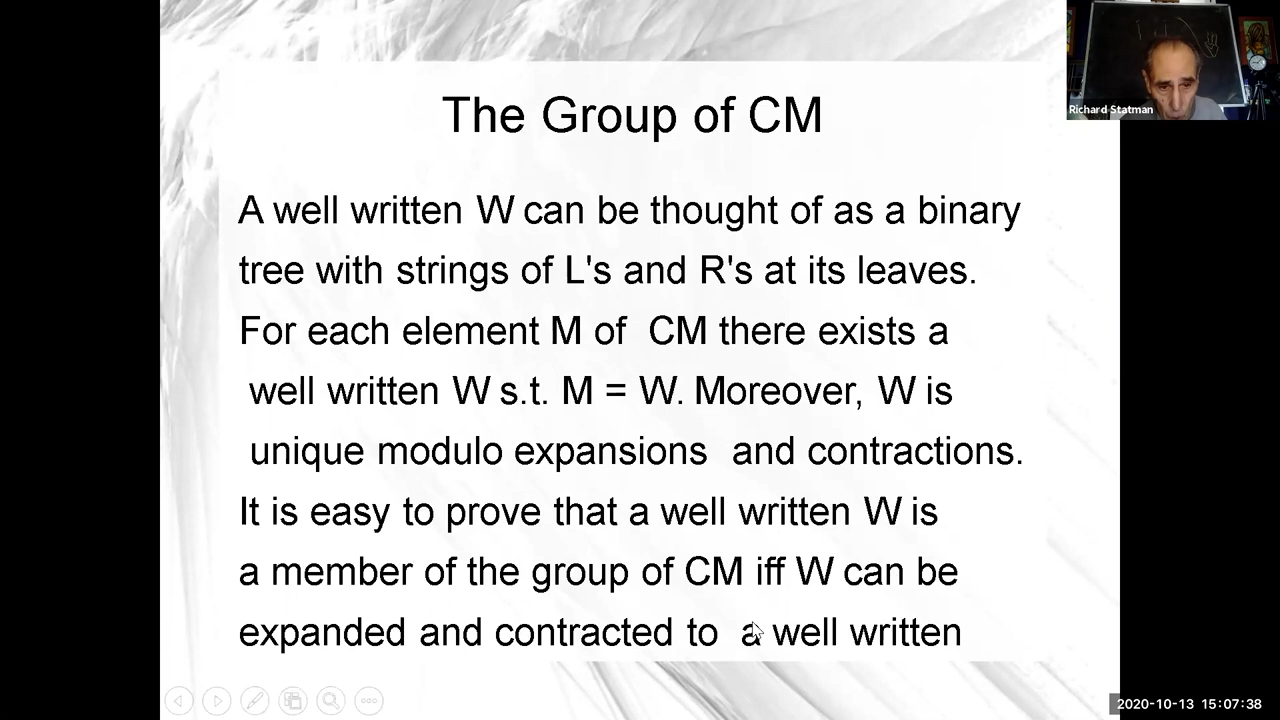 The Group of CM
A well written W can be thought of as a binary
tree with strings of L's and R's at its leaves.
For each element M of CM there exists a
well written W s.t. M = W. Moreover, W is
unique modulo expansions and contractions.
It is easy to prove that a well written W is
a member of the group of CM iff W can be
expanded and contracted to a well written
Richard Statman
2020-10-13 15:07:38